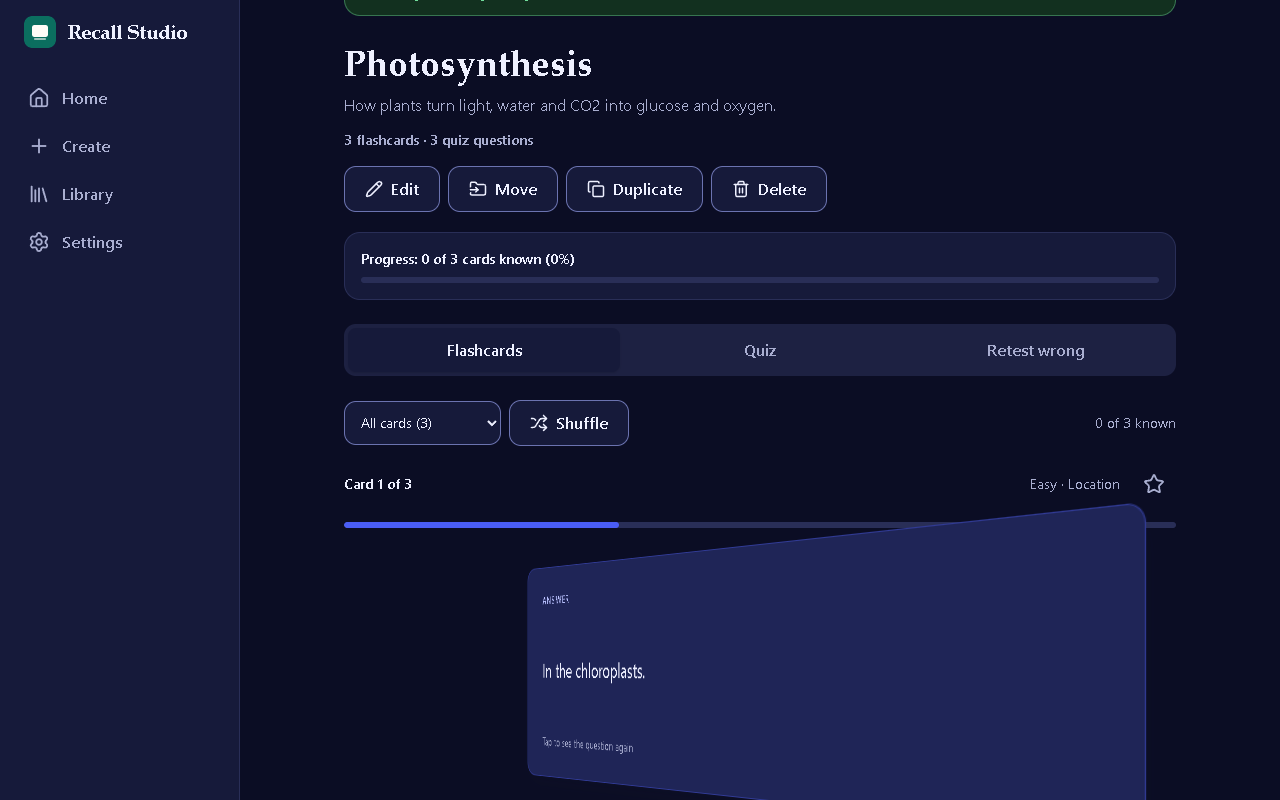 Recall Studio
Home
Create
Library
Settings
Photosynthesis
How plants turn light, water and CO2 into glucose and oxygen.
3 flashcards · 3 quiz questions
Edit
Move
Duplicate
Delete
Progress: 0 of 3 cards known (0%)
Flashcards
Quiz
Retest wrong
All cards (3)
Shuffle
0 of 3 known
Card 1 of 3
Easy · Location
ANSWER
In the chloroplasts.
Tap to see the question again